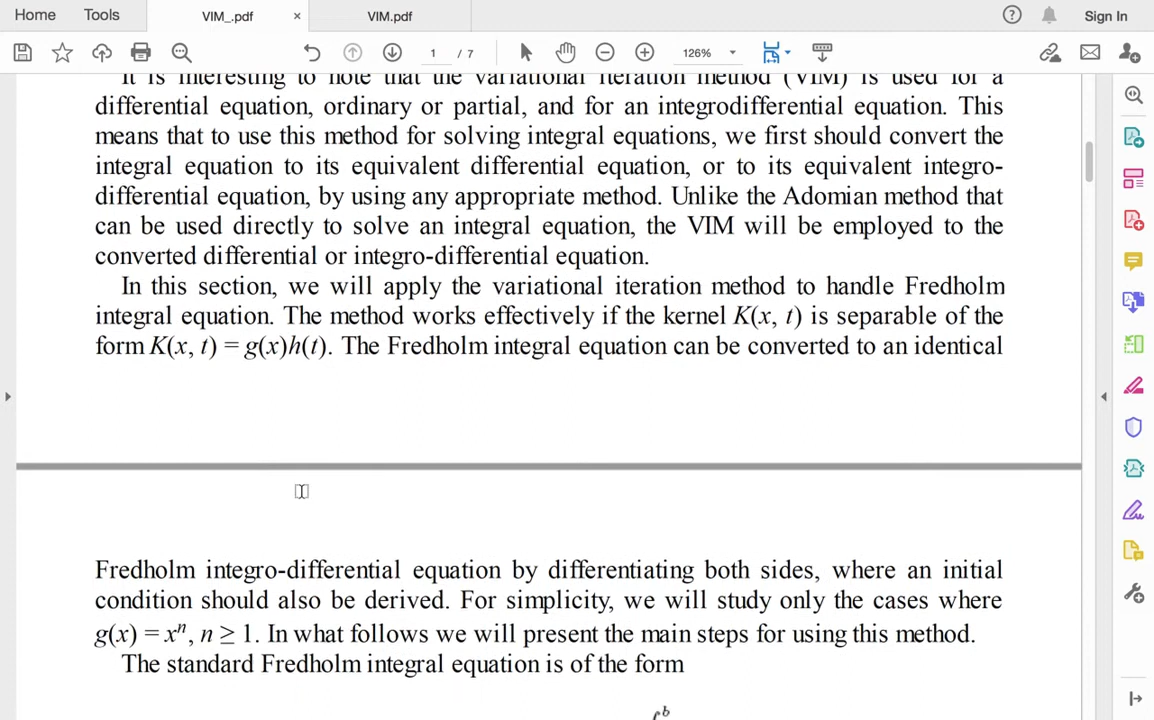 Home Tools VIM_.pdf × VIM.pdf ? Sign In
1 / 7 126%
It is interesting to note that the variational iteration method (VIM) is used for a
differential equation, ordinary or partial, and for an integrodifferential equation. This
means that to use this method for solving integral equations, we first should convert the
integral equation to its equivalent differential equation, or to its equivalent integro-
differential equation, by using any appropriate method. Unlike the Adomian method that
can be used directly to solve an integral equation, the VIM will be employed to the
converted differential or integro-differential equation.
In this section, we will apply the variational iteration method to handle Fredholm
integral equation. The method works effectively if the kernel K(x, t) is separable of the
form K(x, t) = g(x)h(t). The Fredholm integral equation can be converted to an identical
Fredholm integro-differential equation by differentiating both sides, where an initial
condition should also be derived. For simplicity, we will study only the cases where
g(x) = xⁿ, n ≥ 1. In what follows we will present the main steps for using this method.
The standard Fredholm integral equation is of the form
∫ᵇ